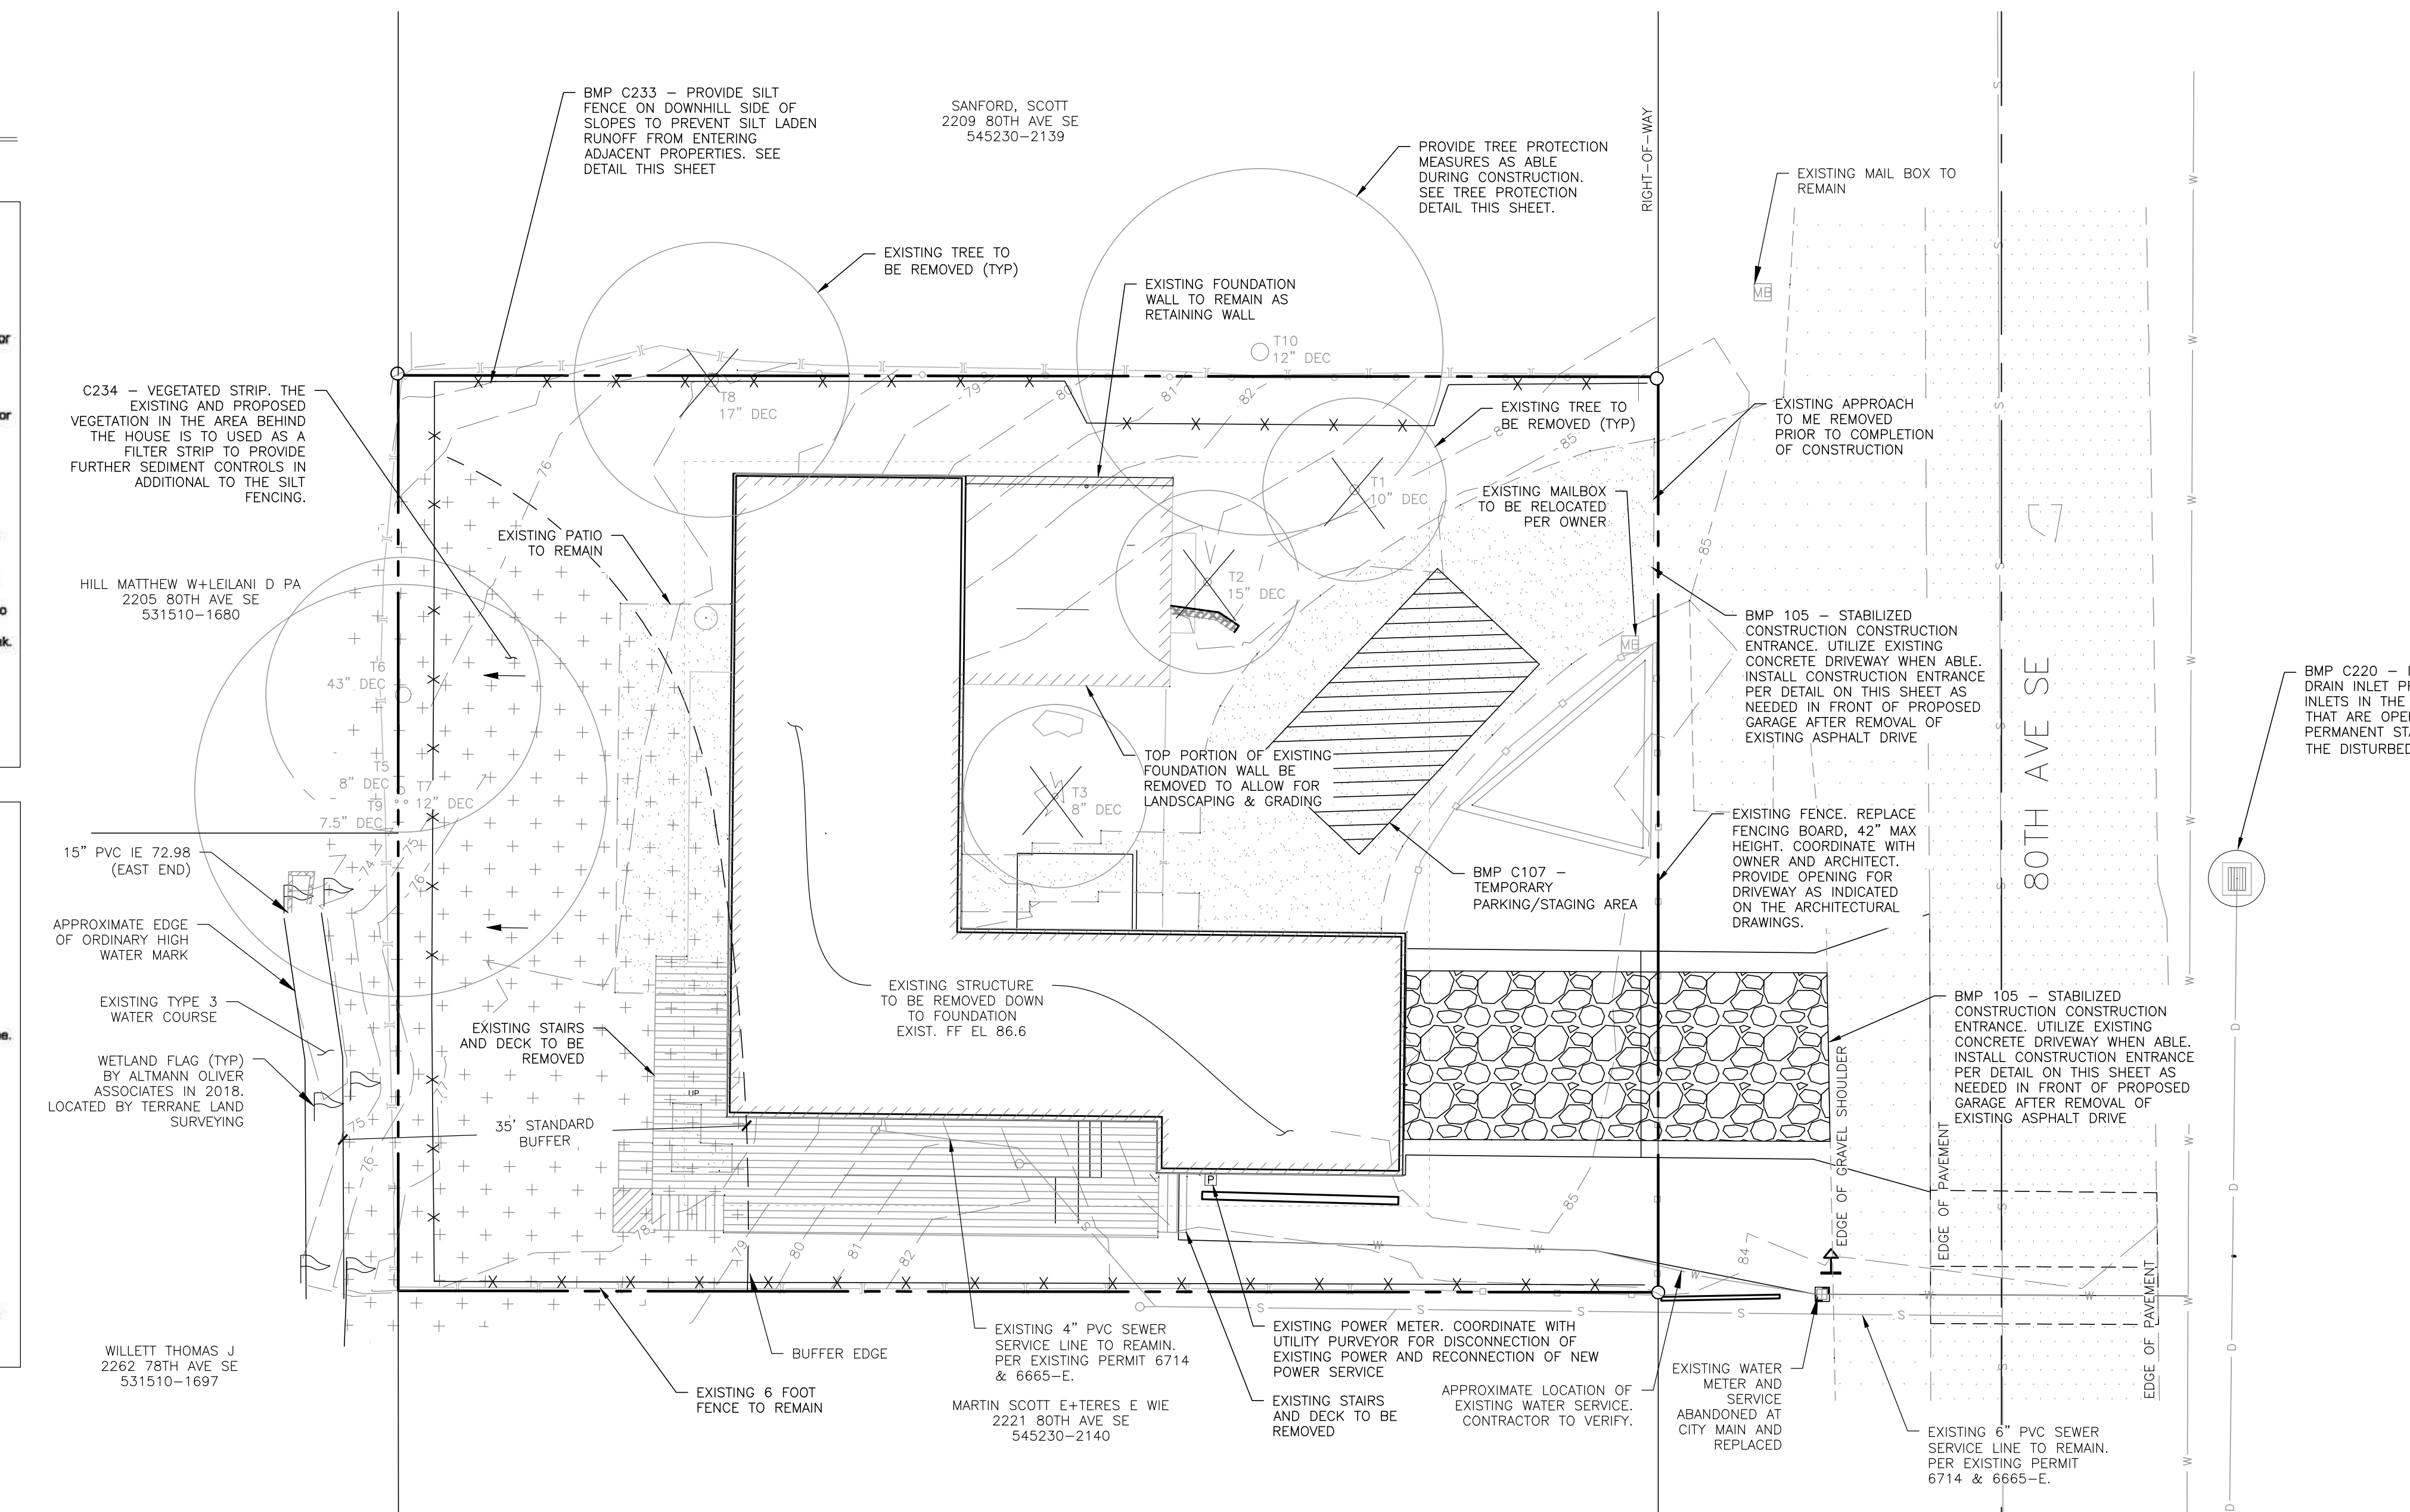 BMP C233 – PROVIDE SILT
FENCE ON DOWNHILL SIDE OF
SLOPES TO PREVENT SILT LADEN
RUNOFF FROM ENTERING
ADJACENT PROPERTIES. SEE
DETAIL THIS SHEET
SANFORD, SCOTT
2209 80TH AVE SE
545230–2139
PROVIDE TREE PROTECTION
MEASURES AS ABLE
DURING CONSTRUCTION.
SEE TREE PROTECTION
DETAIL THIS SHEET.
RIGHT–OF–WAY
EXISTING MAIL BOX TO
REMAIN
MB
EXISTING TREE TO
BE REMOVED (TYP)
EXISTING FOUNDATION
WALL TO REMAIN AS
RETAINING WALL
T10
12" DEC
T8
17" DEC
79
80
81
82
85
76
C234 – VEGETATED STRIP. THE
EXISTING AND PROPOSED
VEGETATION IN THE AREA BEHIND
THE HOUSE IS TO USED AS A
FILTER STRIP TO PROVIDE
FURTHER SEDIMENT CONTROLS IN
ADDITIONAL TO THE SILT
FENCING.
EXISTING TREE TO
BE REMOVED (TYP)
EXISTING APPROACH
TO ME REMOVED
PRIOR TO COMPLETION
OF CONSTRUCTION
T1
10" DEC
EXISTING MAILBOX
TO BE RELOCATED
PER OWNER
85
EXISTING PATIO
TO REMAIN
T2
15" DEC
HILL MATTHEW W+LEILANI D PA
2205 80TH AVE SE
531510–1680
MB
BMP 105 – STABILIZED
CONSTRUCTION CONSTRUCTION
ENTRANCE. UTILIZE EXISTING
CONCRETE DRIVEWAY WHEN ABLE.
INSTALL CONSTRUCTION ENTRANCE
PER DETAIL ON THIS SHEET AS
NEEDED IN FRONT OF PROPOSED
GARAGE AFTER REMOVAL OF
EXISTING ASPHALT DRIVE
80TH AVE SE
T6
43" DEC
T5
8" DEC
T7
12" DEC
T9
7.5" DEC
TOP PORTION OF EXISTING
FOUNDATION WALL BE
REMOVED TO ALLOW FOR
LANDSCAPING & GRADING
T3
8" DEC
BMP C220 –
DRAIN INLET
INLETS IN THE
THAT ARE
PERMANENT
THE DISTURBED
EXISTING FENCE. REPLACE
FENCING BOARD, 42" MAX
HEIGHT. COORDINATE WITH
OWNER AND ARCHITECT.
PROVIDE OPENING FOR
DRIVEWAY AS INDICATED
ON THE ARCHITECTURAL
DRAWINGS.
BMP C107 –
TEMPORARY
PARKING/STAGING AREA
15" PVC IE 72.98
(EAST END)
74
75
76
APPROXIMATE EDGE
OF ORDINARY HIGH
WATER MARK
EXISTING TYPE 3
WATER COURSE
WETLAND FLAG (TYP)
BY ALTMANN OLIVER
ASSOCIATES IN 2018.
LOCATED BY TERRANE LAND
SURVEYING
EXISTING STRUCTURE
TO BE REMOVED DOWN
TO FOUNDATION
EXIST. FF EL 86.6
EXISTING STAIRS
AND DECK TO BE
REMOVED
UP
35' STANDARD
BUFFER
75
76
BMP 105 – STABILIZED
CONSTRUCTION CONSTRUCTION
ENTRANCE. UTILIZE EXISTING
CONCRETE DRIVEWAY WHEN ABLE.
INSTALL CONSTRUCTION ENTRANCE
PER DETAIL ON THIS SHEET AS
NEEDED IN FRONT OF PROPOSED
GARAGE AFTER REMOVAL OF
EXISTING ASPHALT DRIVE
EDGE OF GRAVEL SHOULDER
EDGE OF PAVEMENT
EDGE OF PAVEMENT
P
78
79
80
81
82
85
84
WILLETT THOMAS J
2262 78TH AVE SE
531510–1697
BUFFER EDGE
EXISTING 6 FOOT
FENCE TO REMAIN
EXISTING 4" PVC SEWER
SERVICE LINE TO REAMIN.
PER EXISTING PERMIT 6714
& 6665–E.
MARTIN SCOTT E+TERES E WIE
2221 80TH AVE SE
545230–2140
EXISTING POWER METER. COORDINATE WITH
UTILITY PURVEYOR FOR DISCONNECTION OF
EXISTING POWER AND RECONNECTION OF NEW
POWER SERVICE
EXISTING STAIRS
AND DECK TO BE
REMOVED
APPROXIMATE LOCATION OF
EXISTING WATER SERVICE.
CONTRACTOR TO VERIFY.
EXISTING WATER
METER AND
SERVICE
ABANDONED AT
CITY MAIN AND
REPLACED
EXISTING 6" PVC SEWER
SERVICE LINE TO REMAIN.
PER EXISTING PERMIT
6714 & 6665–E.